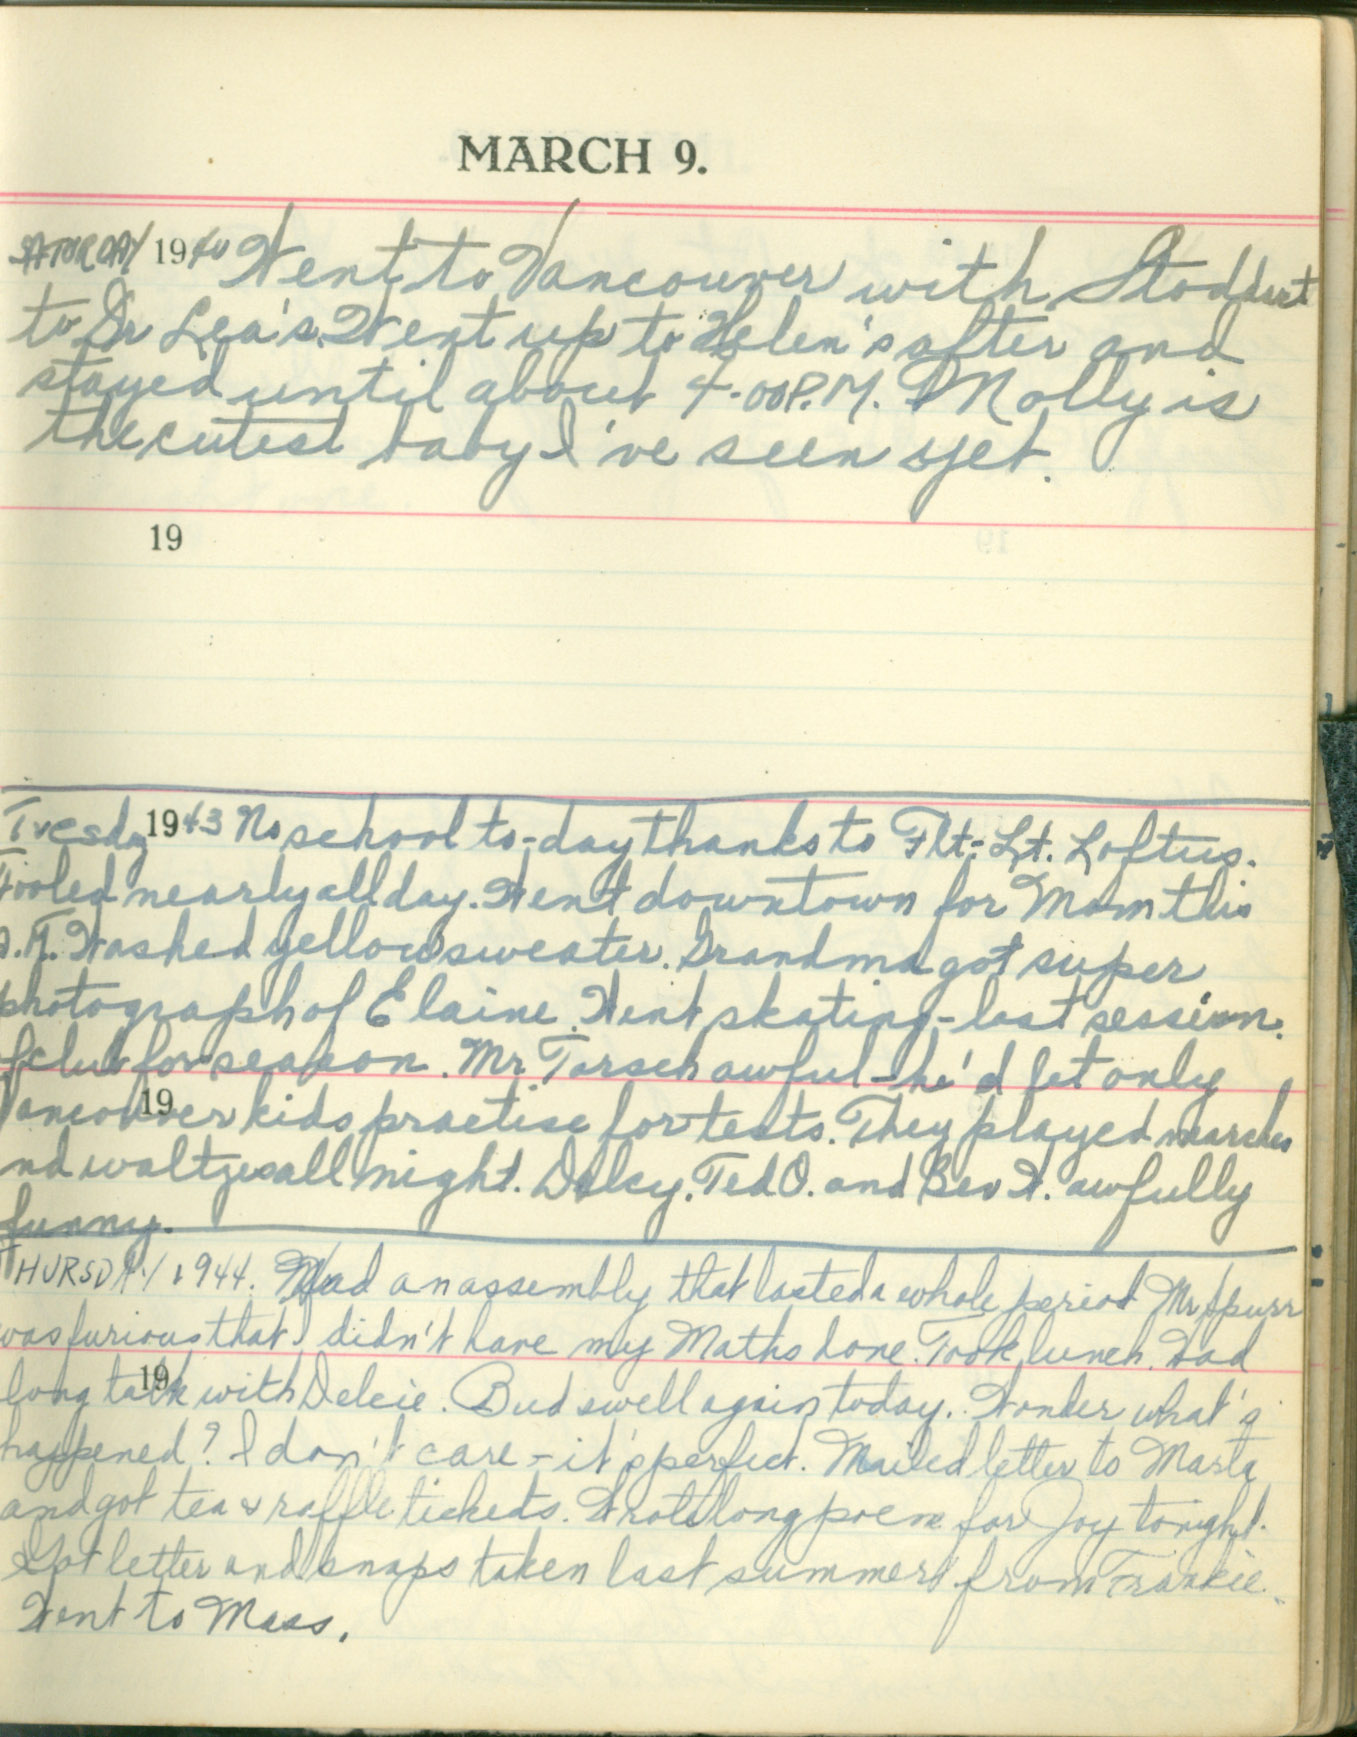 MARCH 9.
SATURDAY 1940 Went to Vancouver with Stoddart
to Dr Lea's. Went up to Helen's after and
stayed until about 4.00 P.M. Molly is
the cutest baby I've seen yet.
19
Tuesday 1943 No school to-day thanks to Flt-Lt. Loftus.
Fooled nearly all day. Went downtown for Mom this
Washed yellow sweater. Grandma got super
photograph of Elaine. Went skating - last session
of club for season. Mr. Torsch awful - he'd let only
19
Vancouver kids practise for tests. They played marches
nd waltzes all night. Dulcy, Ted O. and Bev W. awfully
funny.
THURSDAY 1944. Had an assembly that lasted a whole period Mr Spurr
was furious that I didn't have my Maths done. Took lunch. Had
19
long talk with Delcie. Bud swell again today. Wonder what's
happened? I don't care - it's perfect. Mailed letter to Marta
and got tea & raffle tickets. Wrote long poem for Joy tonight.
Got letter and snaps taken last summer from Frankie.
Went to Mass.